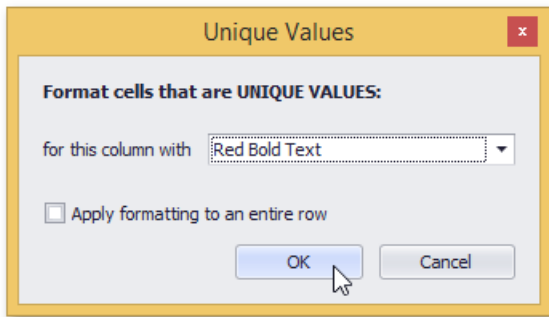 Unique Values
Format cells that are UNIQUE VALUES:
for this column with Red Bold Text
Apply formatting to an entire row
OK Cancel